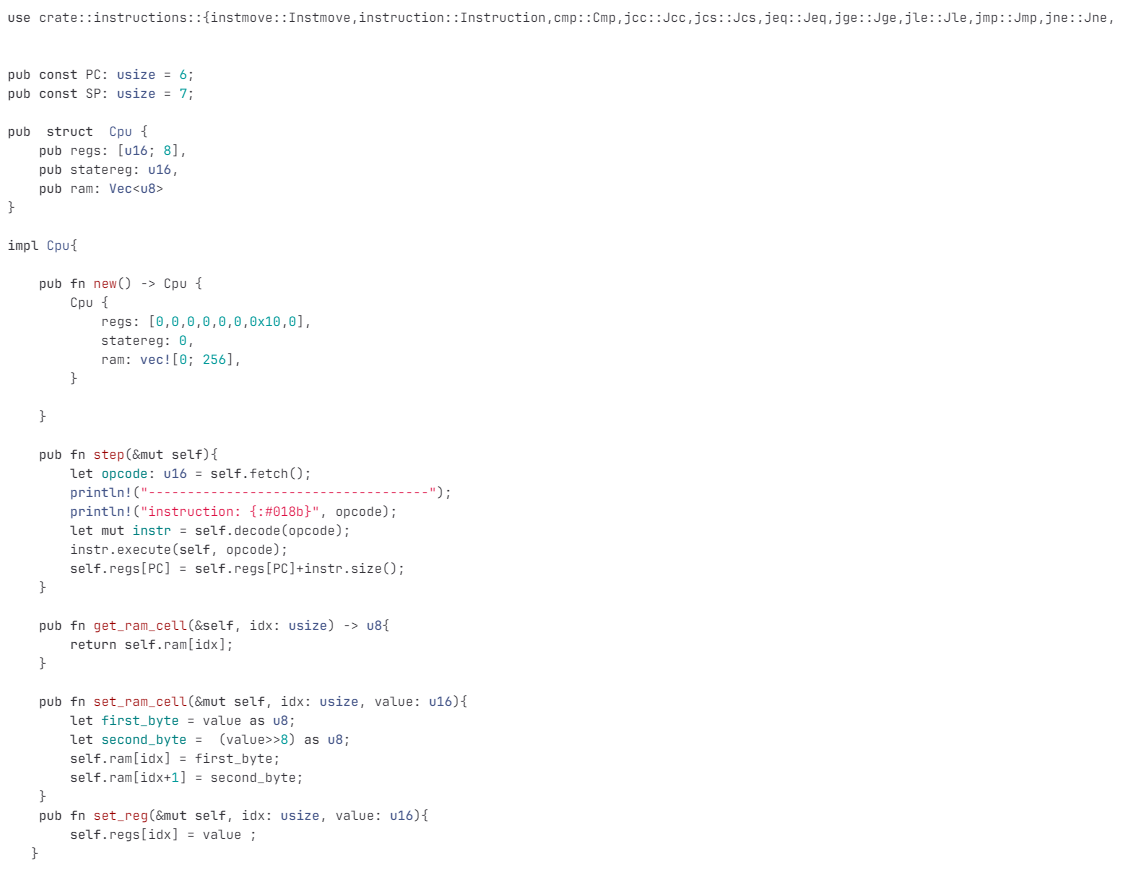 use crate::instructions::{instmove::Instmove,instruction::Instruction,cmp::Cmp,jcc::Jcc,jcs::Jcs,jeq::Jeq,jge::Jge,jle::Jle,jmp::Jmp,jne::Jne,
pub const PC: usize = 6;
pub const SP: usize = 7;
pub  struct  Cpu {
    pub regs: [u16; 8],
    pub statereg: u16,
    pub ram: Vec<u8>
}
impl Cpu{
    pub fn new() -> Cpu {
        Cpu {
            regs: [0,0,0,0,0,0,0x10,0],
            statereg: 0,
            ram: vec![0; 256],
        }
    }
    pub fn step(&mut self){
        let opcode: u16 = self.fetch();
        println!("------------------------------------");
        println!("instruction: {:#018b}", opcode);
        let mut instr = self.decode(opcode);
        instr.execute(self, opcode);
        self.regs[PC] = self.regs[PC]+instr.size();
    }
    pub fn get_ram_cell(&self, idx: usize) -> u8{
        return self.ram[idx];
    }
    pub fn set_ram_cell(&mut self, idx: usize, value: u16){
        let first_byte = value as u8;
        let second_byte =  (value>>8) as u8;
        self.ram[idx] = first_byte;
        self.ram[idx+1] = second_byte;
    }
    pub fn set_reg(&mut self, idx: usize, value: u16){
        self.regs[idx] = value ;
   }